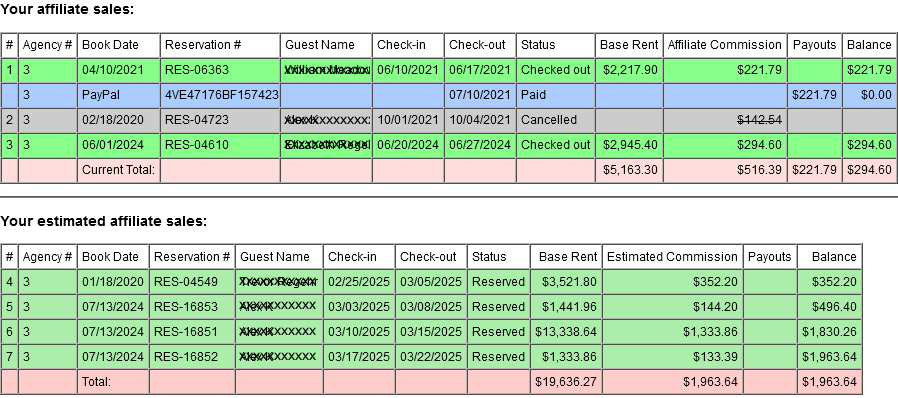 Your affiliate sales:
# Agency # Book Date Reservation # Guest Name Check-in Check-out Status Base Rent Affiliate Commission Payouts Balance
1 3 04/10/2021 RES-06363 06/10/2021 06/17/2021 Checked out $2,217.90 $221.79 $221.79
3 PayPal 4VE47176BF157423 07/10/2021 Paid $221.79 $0.00
2 3 02/18/2020 RES-04723 10/01/2021 10/04/2021 Cancelled $142.54
3 3 06/01/2024 RES-04610 06/20/2024 06/27/2024 Checked out $2,945.40 $294.60 $294.60
Current Total: $5,163.30 $516.39 $221.79 $294.60
Your estimated affiliate sales:
# Agency # Book Date Reservation # Guest Name Check-in Check-out Status Base Rent Estimated Commission Payouts Balance
4 3 01/18/2020 RES-04549 02/25/2025 03/05/2025 Reserved $3,521.80 $352.20 $352.20
5 3 07/13/2024 RES-16853 03/03/2025 03/08/2025 Reserved $1,441.96 $144.20 $496.40
6 3 07/13/2024 RES-16851 03/10/2025 03/15/2025 Reserved $13,338.64 $1,333.86 $1,830.26
7 3 07/13/2024 RES-16852 03/17/2025 03/22/2025 Reserved $1,333.86 $133.39 $1,963.64
Total: $19,636.27 $1,963.64 $1,963.64